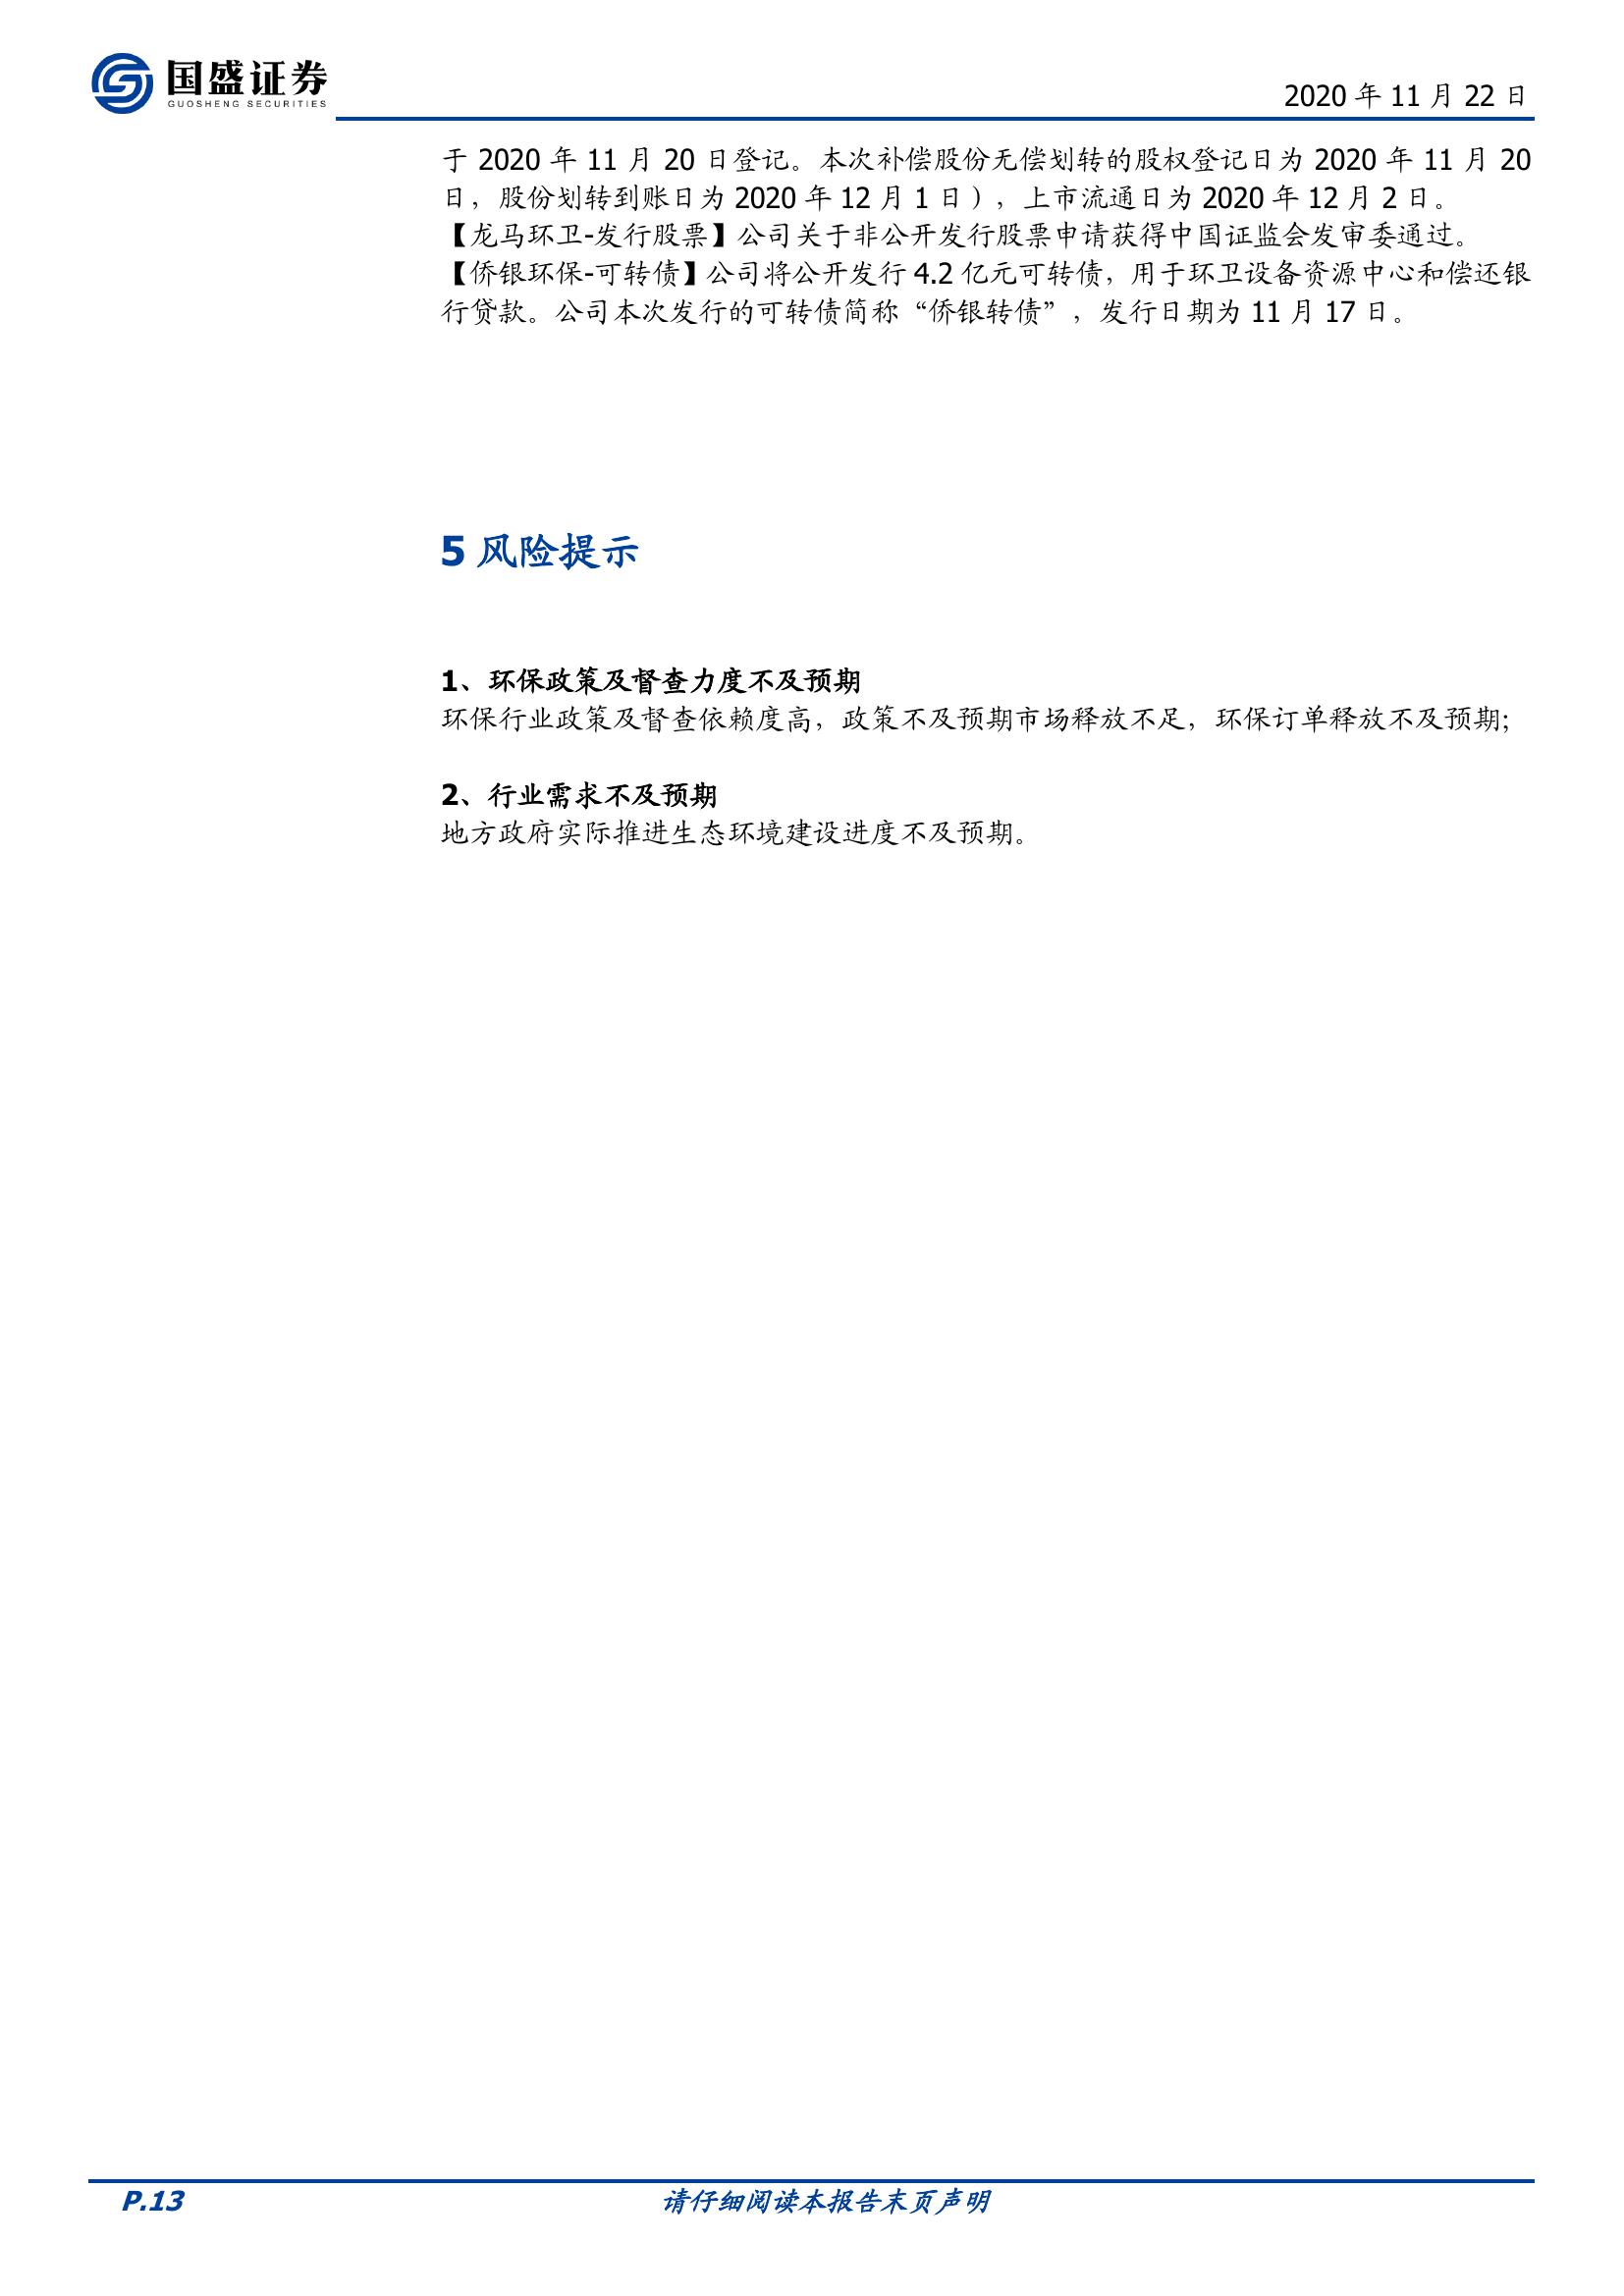 国盛证券
GUOSHENG SECURITIES
2020 年 11 月 22 日
于 2020 年 11 月 20 日登记。本次补偿股份无偿划转的股权登记日为 2020 年 11 月 20
日，股份划转到账日为 2020 年 12 月 1 日），上市流通日为 2020 年 12 月 2 日。
【龙马环卫-发行股票】公司关于非公开发行股票申请获得中国证监会发审委通过。
【侨银环保-可转债】公司将公开发行 4.2 亿元可转债，用于环卫设备资源中心和偿还银
行贷款。公司本次发行的可转债简称“侨银转债”，发行日期为 11 月 17 日。
5 风险提示
1、环保政策及督查力度不及预期
环保行业政策及督查依赖度高，政策不及预期市场释放不足，环保订单释放不及预期;
2、行业需求不及预期
地方政府实际推进生态环境建设进度不及预期。
P.13
请仔细阅读本报告末页声明